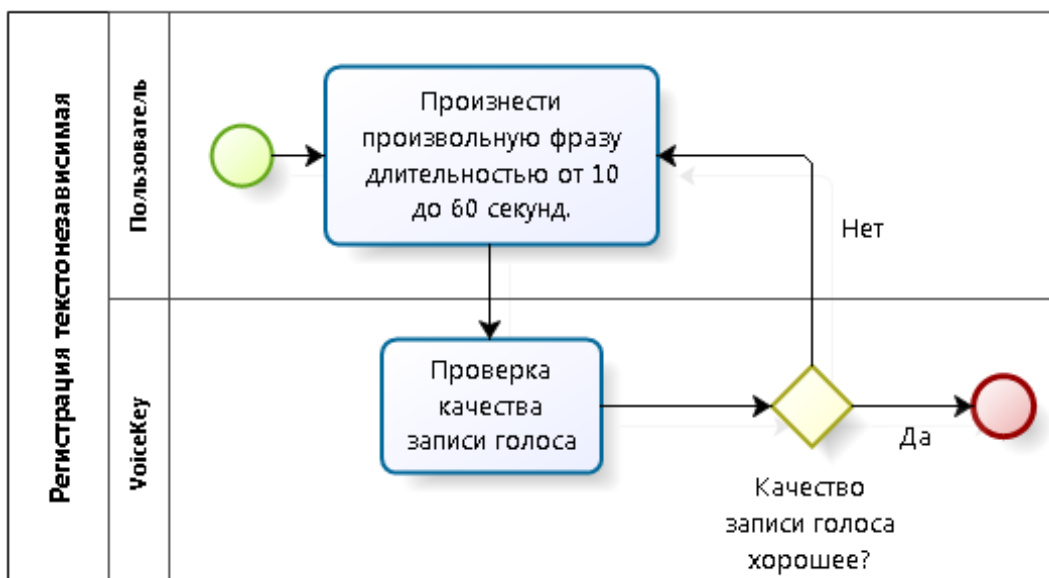 Регистрация текстонезависимая
Пользователь
Произнести
произвольную фразу
длительностью от 10
до 60 секунд.
Нет
VoiceKey
Проверка
качества
записи голоса
Да
Качество
записи голоса
хорошее?